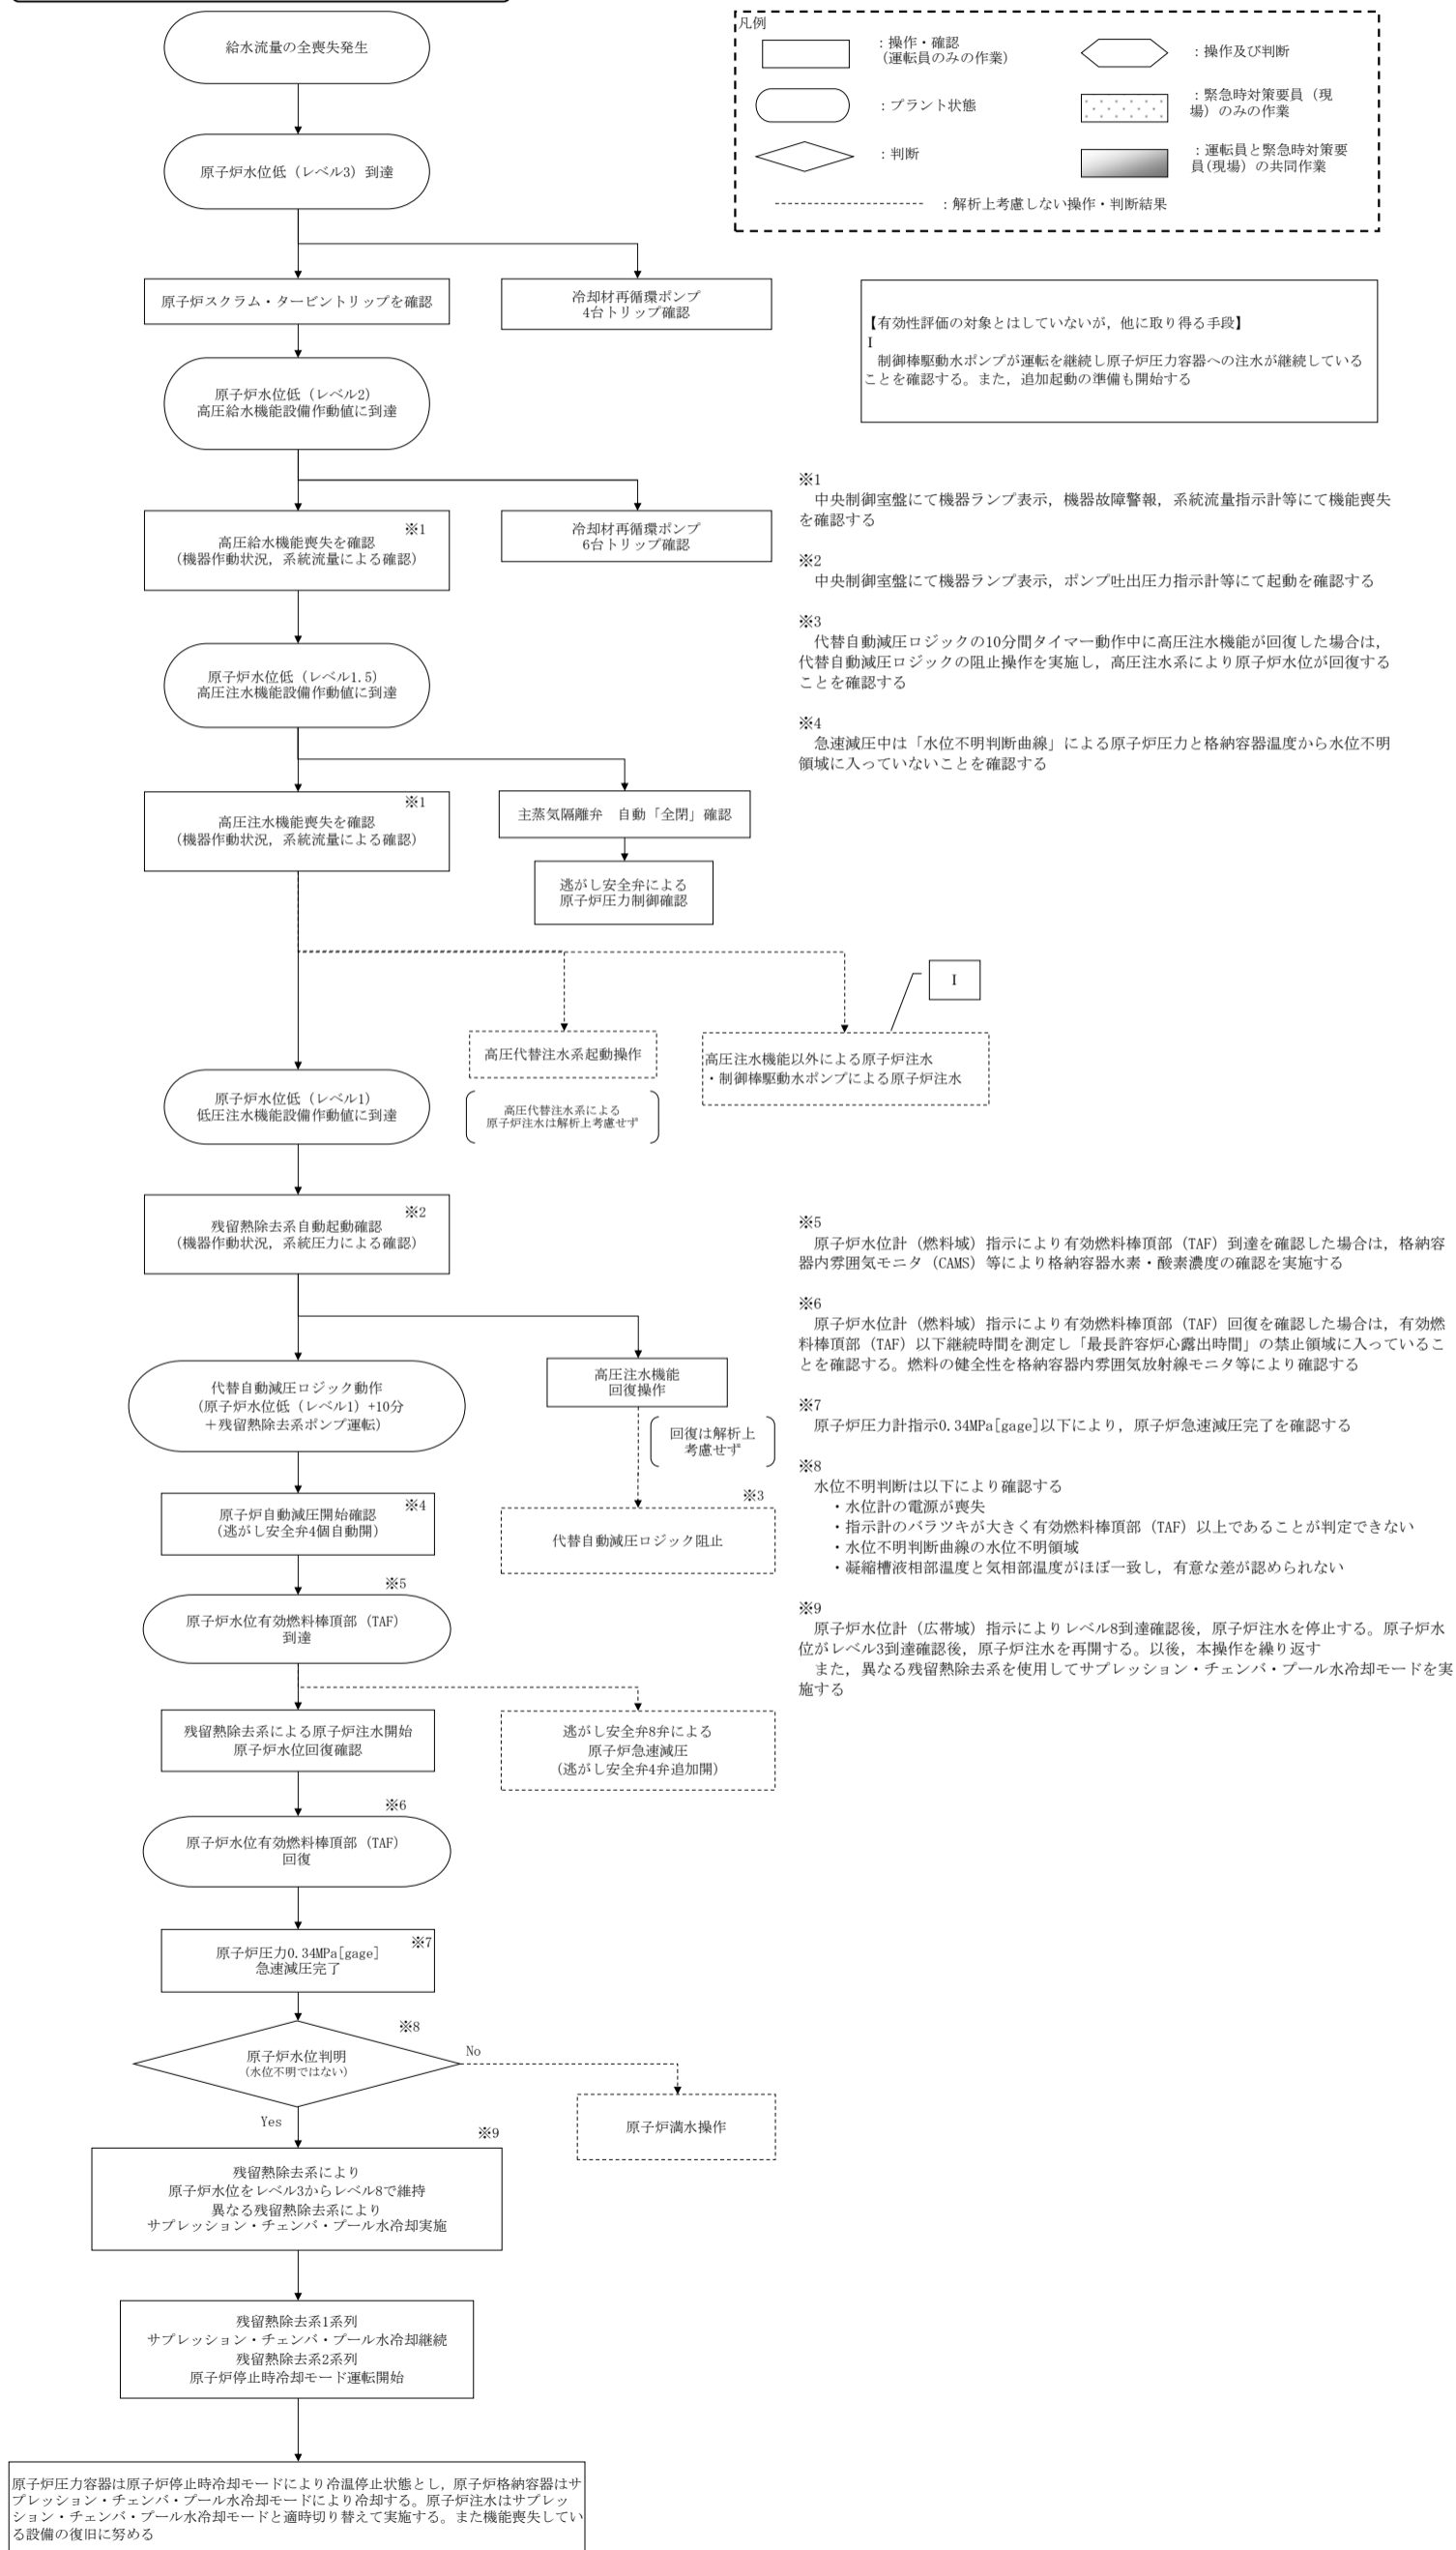 給水流量の全喪失発生
凡例
：操作・確認
（運転員のみの作業）
：操作及び判断
：プラント状態
：緊急時対策要員（現
場）のみの作業
：判断
：運転員と緊急時対策要
員(現場）の共同作業
：解析上考慮しない操作・判断結果
原子炉水位低（レベル3）到達
原子炉スクラム・タービントリップを確認
冷却材再循環ポンプ
4台トリップ確認
【有効性評価の対象とはしていないが，他に取り得る手段】
I
制御棒駆動水ポンプが運転を継続し原子炉圧力容器への注水が継続している
ことを確認する。また，追加起動の準備も開始する
原子炉水位低（レベル2）
高圧給水機能設備作動値に到達
※1
高圧給水機能喪失を確認
（機器作動状況，系統流量による確認）
冷却材再循環ポンプ
6台トリップ確認
※1
中央制御室盤にて機器ランプ表示，機器故障警報，系統流量指示計等にて機能喪失
を確認する
※2
中央制御室盤にて機器ランプ表示，ポンプ吐出圧力指示計等にて起動を確認する
※3
代替自動減圧ロジックの10分間タイマー動作中に高圧注水機能が回復した場合は，
代替自動減圧ロジックの阻止操作を実施し，高圧注水系により原子炉水位が回復する
ことを確認する
※4
急速減圧中は「水位不明判断曲線」による原子炉圧力と格納容器温度から水位不明
領域に入っていないことを確認する
原子炉水位低（レベル1.5）
高圧注水機能設備作動値に到達
※1
高圧注水機能喪失を確認
（機器作動状況，系統流量による確認）
主蒸気隔離弁　自動「全閉」確認
逃がし安全弁による
原子炉圧力制御確認
I
高圧代替注水系起動操作
高圧注水機能以外による原子炉注水
・制御棒駆動水ポンプによる原子炉注水
高圧代替注水系による
原子炉注水は解析上考慮せず
原子炉水位低（レベル1）
低圧注水機能設備作動値に到達
※2
残留熱除去系自動起動確認
（機器作動状況，系統圧力による確認）
代替自動減圧ロジック動作
（原子炉水位低（レベル1）+10分
＋残留熱除去系ポンプ運転）
高圧注水機能
回復操作
回復は解析上
考慮せず
※3
代替自動減圧ロジック阻止
※4
原子炉自動減圧開始確認
（逃がし安全弁4個自動開）
※5
原子炉水位有効燃料棒頂部（TAF）
到達
残留熱除去系による原子炉注水開始
原子炉水位回復確認
逃がし安全弁8弁による
原子炉急速減圧
（逃がし安全弁4弁追加開）
※5
原子炉水位計（燃料域）指示により有効燃料棒頂部（TAF）到達を確認した場合は，格納容
器内雰囲気モニタ（CAMS）等により格納容器水素・酸素濃度の確認を実施する
※6
原子炉水位計（燃料域）指示により有効燃料棒頂部（TAF）回復を確認した場合は，有効燃
料棒頂部（TAF）以下継続時間を測定し「最長許容炉心露出時間」の禁止領域に入っているこ
とを確認する。燃料の健全性を格納容器内雰囲気放射線モニタ等により確認する
※7
原子炉圧力計指示0.34MPa[gage]以下により，原子炉急速減圧完了を確認する
※8
水位不明判断は以下により確認する
・水位計の電源が喪失
・指示計のバラツキが大きく有効燃料棒頂部（TAF）以上であることが判定できない
・水位不明判断曲線の水位不明領域
・凝縮槽液相部温度と気相部温度がほぼ一致し，有意な差が認められない
※9
原子炉水位計（広帯域）指示によりレベル8到達確認後，原子炉注水を停止する。原子炉水
位がレベル3到達確認後，原子炉注水を再開する。以後，本操作を繰り返す
また，異なる残留熱除去系を使用してサプレッション・チェンバ・プール水冷却モードを実
施する
※6
原子炉水位有効燃料棒頂部（TAF）
回復
※7
原子炉圧力0.34MPa[gage]
急速減圧完了
※8
原子炉水位判明
（水位不明ではない）
No
Yes
原子炉満水操作
※9
残留熱除去系により
原子炉水位をレベル3からレベル8で維持
異なる残留熱除去系により
サプレッション・チェンバ・プール水冷却実施
残留熱除去系1系列
サプレッション・チェンバ・プール水冷却継続
残留熱除去系2系列
原子炉停止時冷却モード運転開始
原子炉圧力容器は原子炉停止時冷却モードにより冷温停止状態とし，原子炉格納容器はサ
プレッション・チェンバ・プール水冷却モードにより冷却する。原子炉注水はサプレッ
ション・チェンバ・プール水冷却モードと適時切り替えて実施する。また機能喪失してい
る設備の復旧に努める